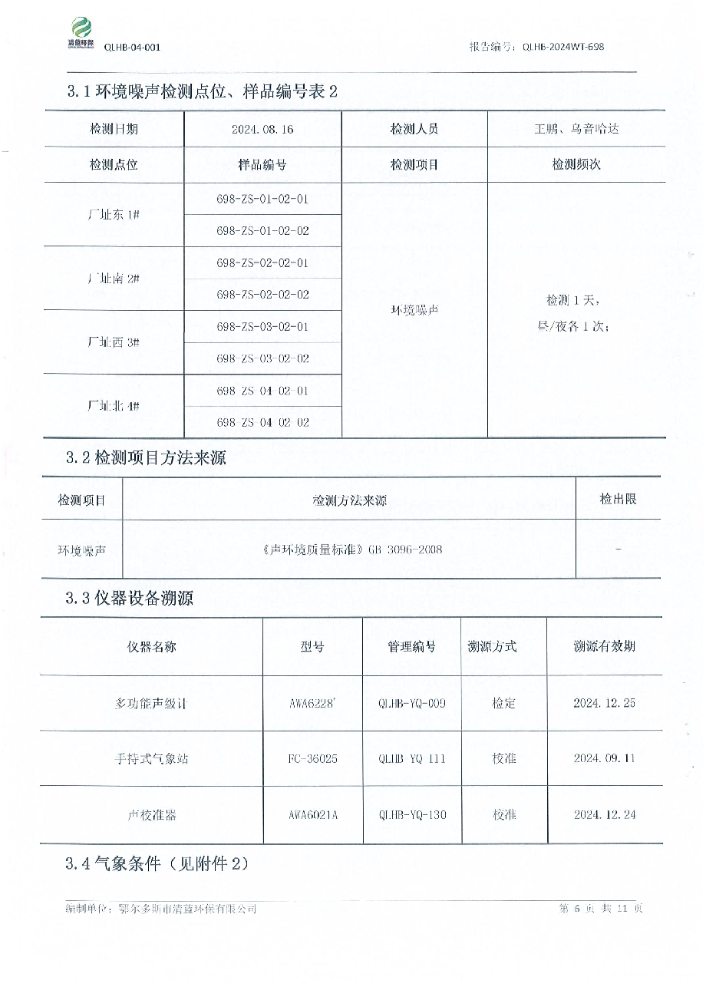 清蓝环保
QLHB-04-001
报告编号：QLHB-2024WT-698
3.1 环境噪声检测点位、样品编号表 2
检测日期 2024.08.16 检测人员 王鹏、乌音哈达
检测点位 样品编号 检测项目 检测频次
厂址东 1#
698-ZS-01-02-01
698-ZS-01-02-02
厂址南 2#
698-ZS-02-02-01
698-ZS-02-02-02
厂址西 3#
698-ZS-03-02-01
698-ZS-03-02-02
厂址北 4#
698-ZS-04-02-01
698-ZS-04-02-02
环境噪声
检测 1 天，
昼/夜各 1 次；
3.2 检测项目方法来源
检测项目 检测方法来源 检出限
环境噪声 《声环境质量标准》GB 3096-2008 -
3.3 仪器设备溯源
仪器名称 型号 管理编号 溯源方式 溯源有效期
多功能声级计 AWA6228+ QLHB-YQ-009 检定 2024.12.25
手持式气象站 FC-36025 QLHB-YQ-111 校准 2024.09.11
声校准器 AWA6021A QLHB-YQ-130 校准 2024.12.24
3.4 气象条件（见附件 2）
编制单位：鄂尔多斯市清蓝环保有限公司
第 6 页 共 11 页